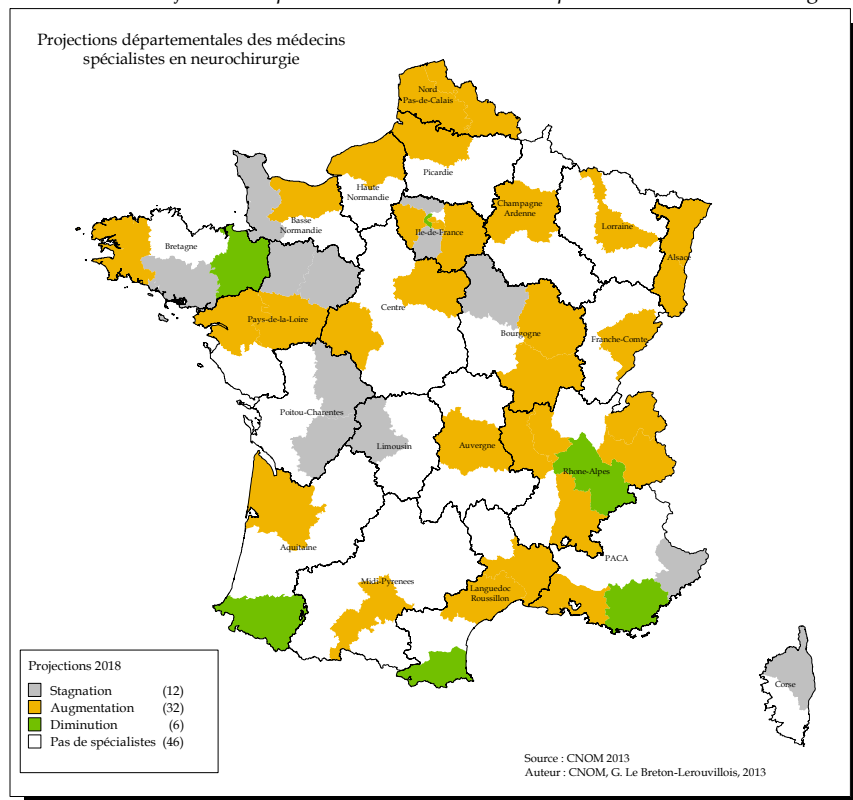 Projections départementales des médecins
spécialistes en neurochirurgie
Nord
Pas-de-Calais
Picardie
Haute
Normandie
Basse
Normandie
Champagne
Ardenne
Ile-de-France
Lorraine
Alsace
Bretagne
Pays-de-la-Loire
Centre
Bourgogne
Franche-Comte
Poitou-Charentes
Limousin
Auvergne
Rhone-Alpes
Aquitaine
Midi-Pyrenees
Languedoc
Roussillon
PACA
Corse
Projections 2018
Stagnation (12)
Augmentation (32)
Diminution (6)
Pas de spécialistes (46)
Source : CNOM 2013
Auteur : CNOM, G. Le Breton-Lerouvillois, 2013